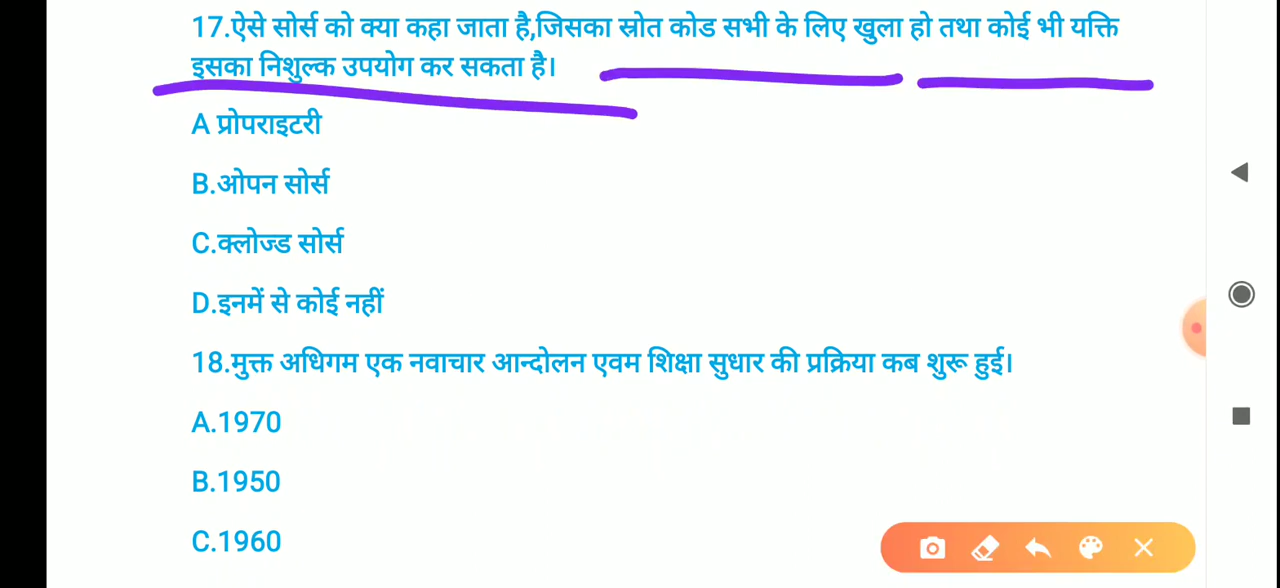 17.ऐसे सोर्स को क्या कहा जाता है,जिसका स्रोत कोड सभी के लिए खुला हो तथा कोई भी यक्ति
इसका निशुल्क उपयोग कर सकता है।
A प्रोपराइटरी
B.ओपन सोर्स
C.क्लोज्ड सोर्स
D.इनमें से कोई नहीं
18.मुक्त अधिगम एक नवाचार आन्दोलन एवम शिक्षा सुधार की प्रक्रिया कब शुरू हुई।
A.1970
B.1950
C.1960